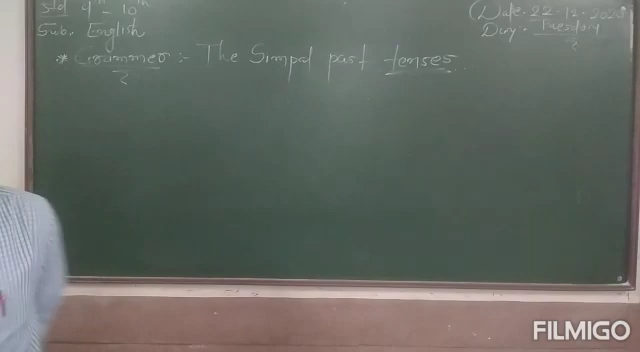 Std 9th - 10th
Sub. English
(Date. 22.12.2020
Day. Tuesday
* Grammer :- The Simpal past tenses.
FILMIGO